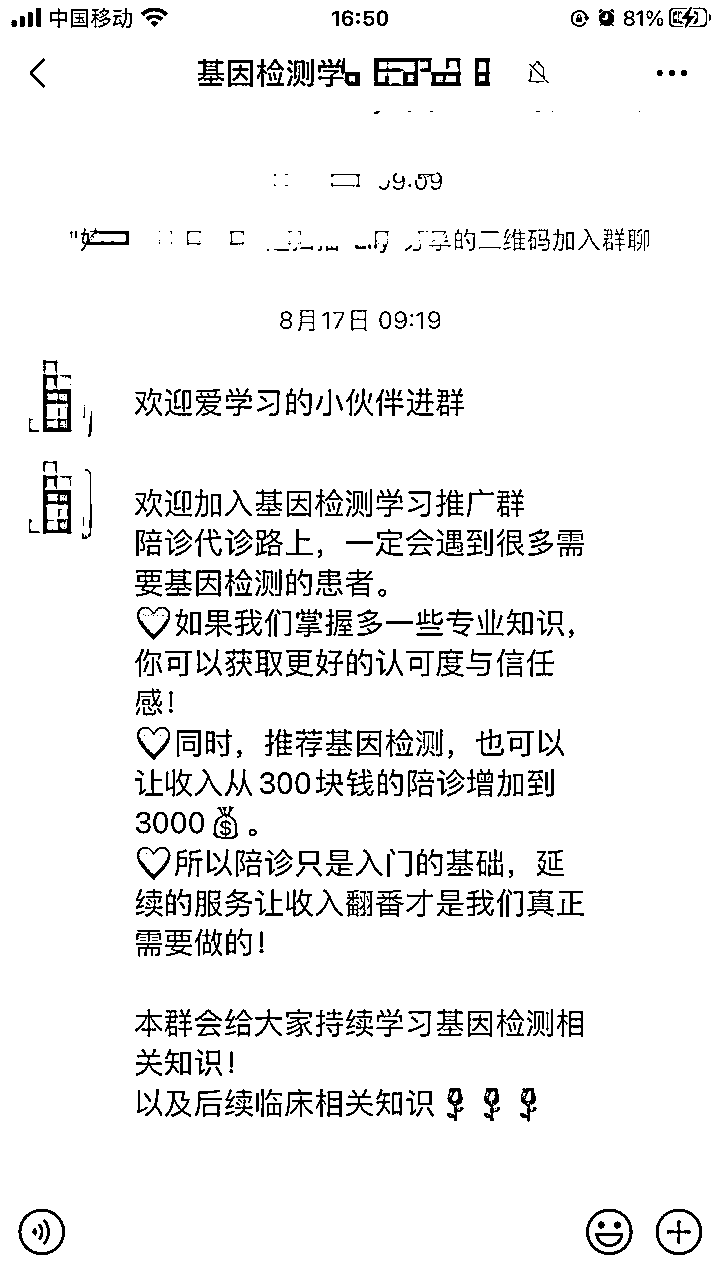 中国移动
16:50
81%
基因检测学
09:09
的二维码加入群聊
8月17日 09:19
欢迎爱学习的小伙伴进群
欢迎加入基因检测学习推广群
陪诊代诊路上，一定会遇到很多需
要基因检测的患者。
♡如果我们掌握多一些专业知识，
你可以获取更好的认可度与信任
感！
♡同时，推荐基因检测，也可以
让收入从300块钱的陪诊增加到
3000💰。
♡所以陪诊只是入门的基础，延
续的服务让收入翻番才是我们真正
需要做的！
本群会给大家持续学习基因检测相
关知识！
以及后续临床相关知识🌹🌹🌹